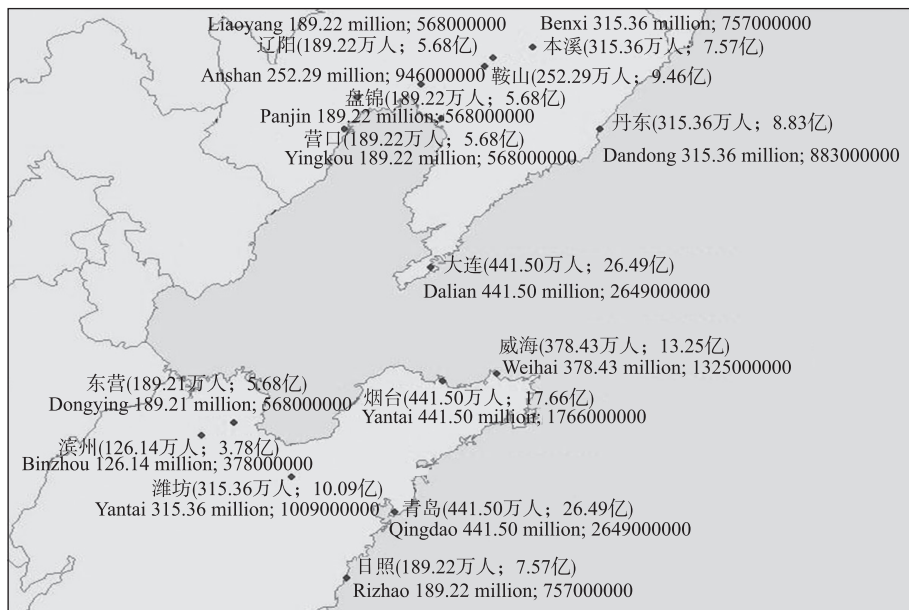 Liaoyang 189.22 million; 568000000
辽阳(189.22万人；5.68亿)
Benxi 315.36 million; 757000000
本溪(315.36万人；7.57亿)
Anshan 252.29 million; 946000000
鞍山(252.29万人；9.46亿)
盘锦(189.22万人；5.68亿)
Panjin 189.22 million; 568000000
营口(189.22万人；5.68亿)
Yingkou 189.22 million; 568000000
丹东(315.36万人；8.83亿)
Dandong 315.36 million; 883000000
大连(441.50万人；26.49亿)
Dalian 441.50 million; 2649000000
威海(378.43万人；13.25亿)
Weihai 378.43 million; 1325000000
东营(189.21万人；5.68亿)
Dongying 189.21 million; 568000000
烟台(441.50万人；17.66亿)
Yantai 441.50 million; 1766000000
滨州(126.14万人；3.78亿)
Binzhou 126.14 million; 378000000
潍坊(315.36万人；10.09亿)
Yantai 315.36 million; 1009000000
青岛(441.50万人；26.49亿)
Qingdao 441.50 million; 2649000000
日照(189.22万人；7.57亿)
Rizhao 189.22 million; 757000000